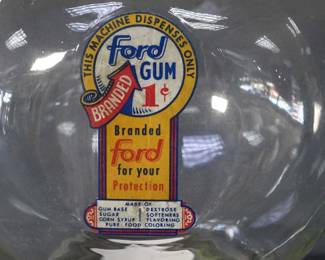 THIS MACHINE DISPENSES ONLY
Ford
GUM
BRANDED
1¢
Branded
Ford
for your
Protection
MADE OF
GUM BASE DEXTROSE
SUGAR SOFTENERS
CORN SYRUP FLAVORING
PURE FOOD COLORING